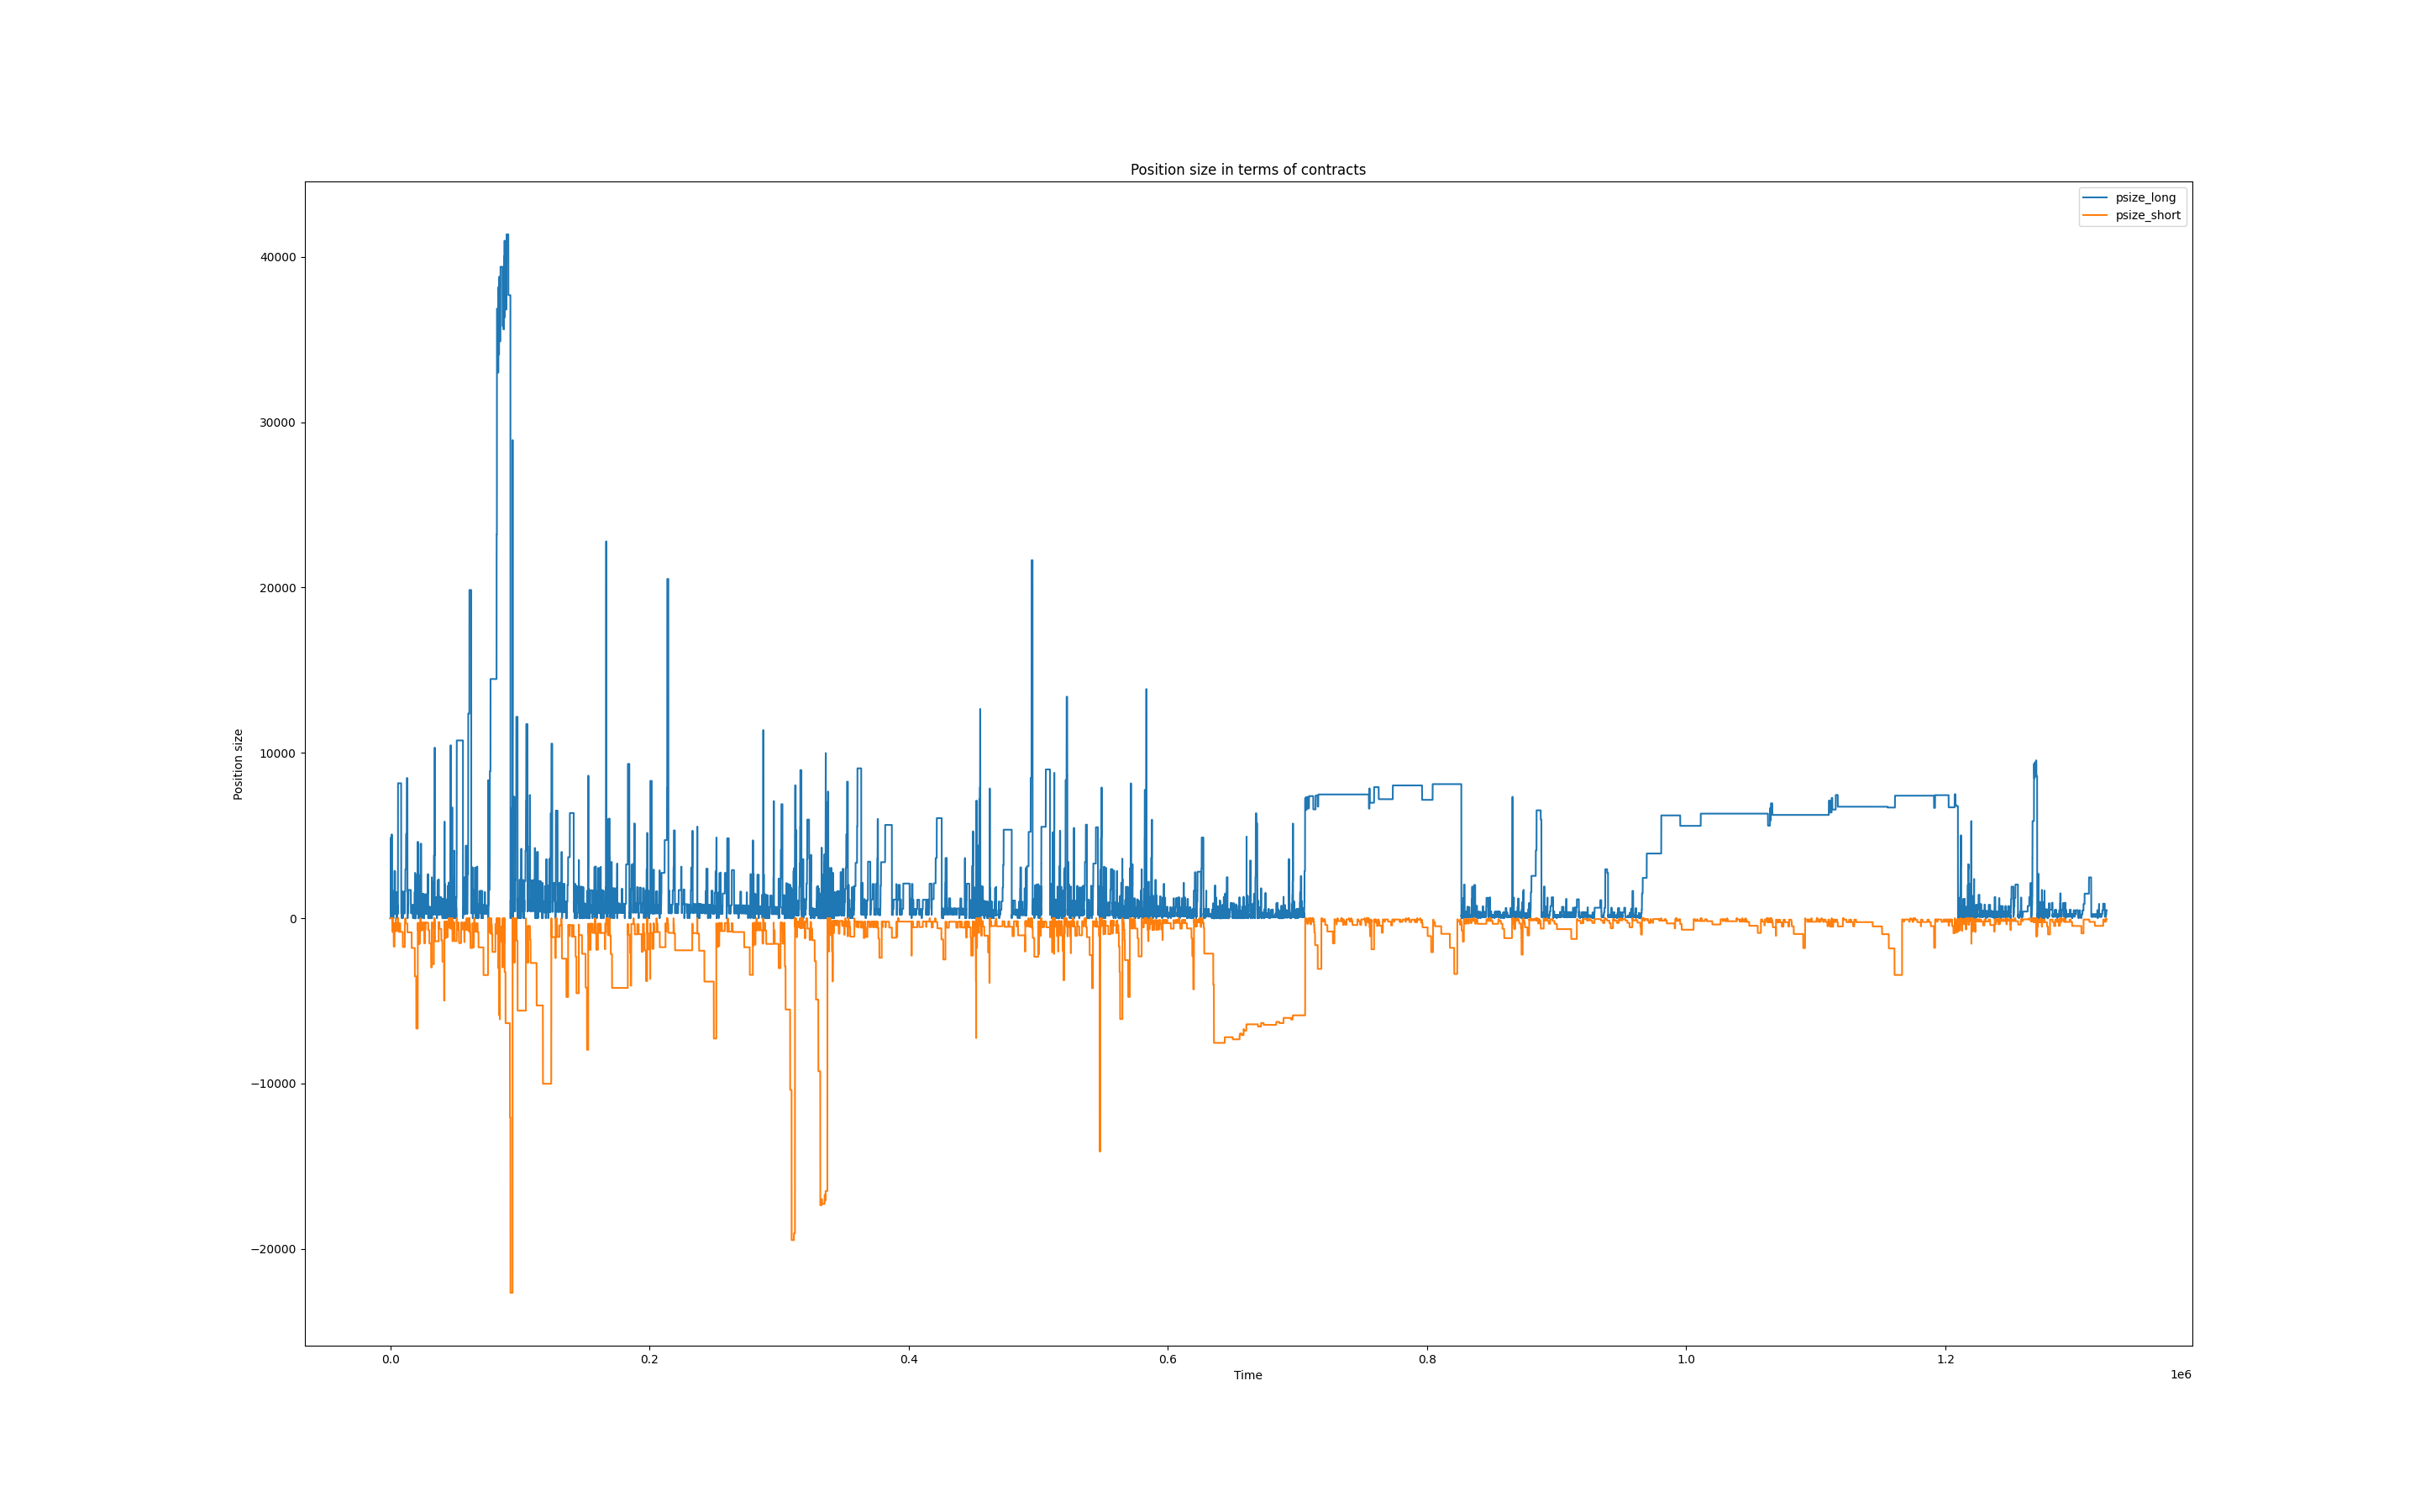 Position size in terms of contracts
psize_long
psize_short
Position size
40000
30000
20000
10000
0
−10000
−20000
0.0
0.2
0.4
0.6
0.8
1.0
1.2
1e6
Time